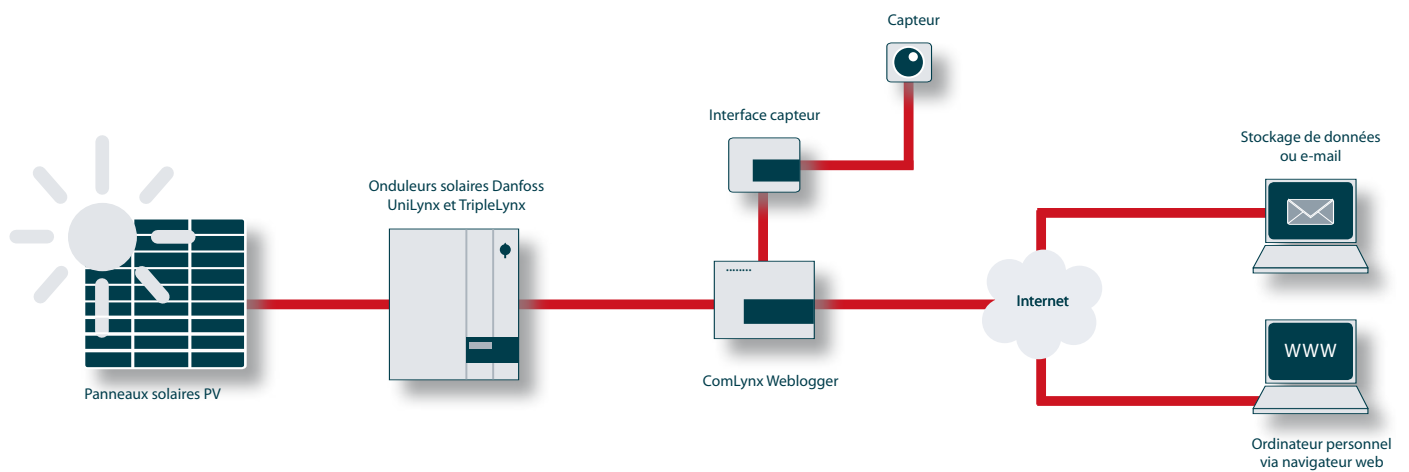 Capteur
Interface capteur
Stockage de données
ou e-mail
Onduleurs solaires Danfoss
UniLynx et TripleLynx
Internet
WWW
Panneaux solaires PV
ComLynx Weblogger
Ordinateur personnel
via navigateur web